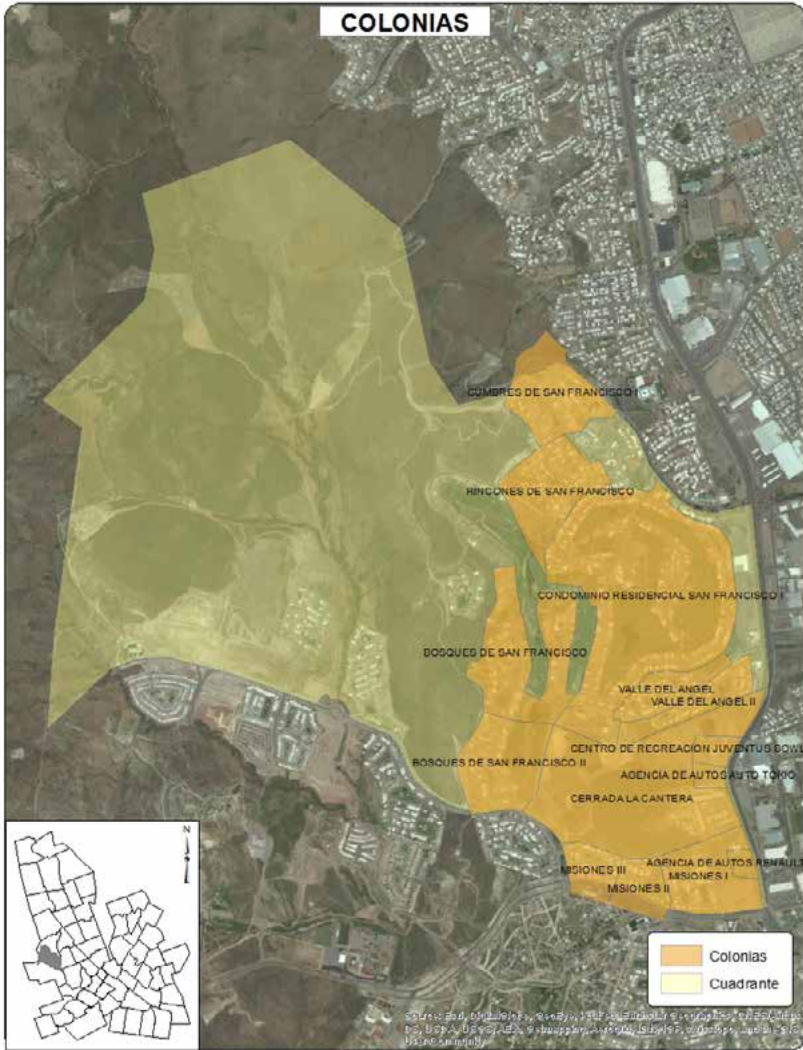 COLONIAS
CUMBRES DE SAN FRANCISCO I
RINCONES DE SAN FRANCISCO
CONDOMINIO RESIDENCIAL SAN FRANCISCO I
BOSQUES DE SAN FRANCISCO
VALLE DEL ANGEL
VALLE DEL ANGEL II
CENTRO DE RECREACION JUVENTUS BOWL
BOSQUES DE SAN FRANCISCO II
AGENCIA DE AUTOS AUTO TOKIO
CERRADA LA CANTERA
AGENCIA DE AUTOS RENAULT
MISIONES III
MISIONES I
MISIONES II
N
Colonias
Cuadrante